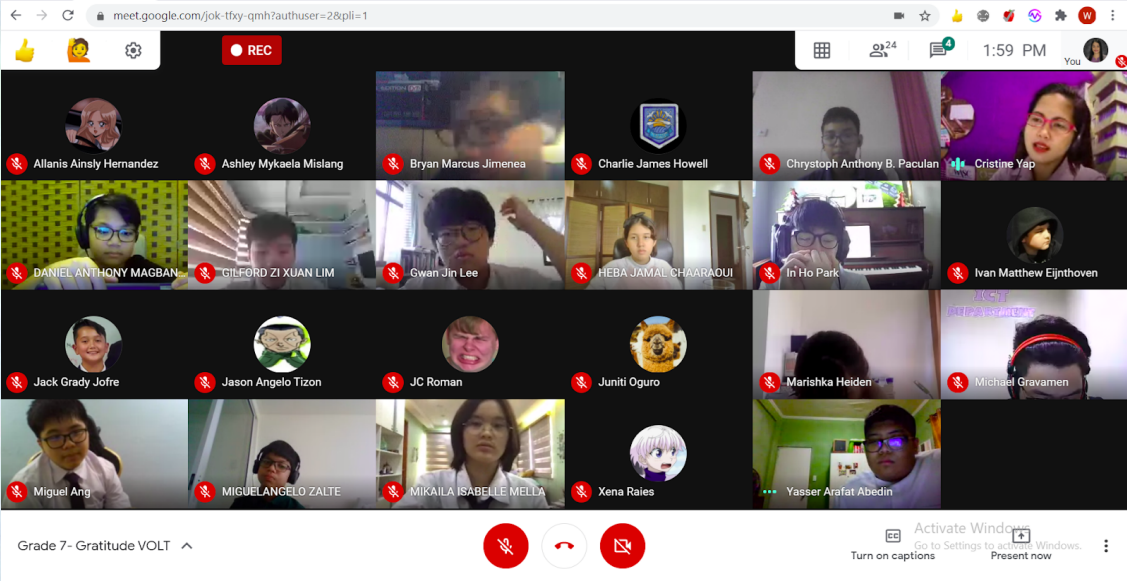 meet.google.com/jok-tfxy-qmh?authuser=2&pli=1
W
REC
24
4
1:59 PM
You
Allanis Ainsly Hernandez
Ashley Mykaela Mislang
Bryan Marcus Jimenea
Charlie James Howell
Chrystoph Anthony B. Paculan
Cristine Yap
DANIEL ANTHONY MAGBAN...
GILFORD ZI XUAN LIM
Gwan Jin Lee
HEBA JAMAL CHAARAOUI
In Ho Park
Ivan Matthew Eijnthoven
ICT
DEPARTMENT
Jack Grady Jofre
Jason Angelo Tizon
JC Roman
Juniti Oguro
Marishka Heiden
Michael Gravamen
Miguel Ang
MIGUELANGELO ZALTE
MIKAILA ISABELLE MELLA
Xena Raies
Yasser Arafat Abedin
Grade 7- Gratitude VOLT
Turn on captions
Present now
Activate Windows
Go to Settings to activate Windows.